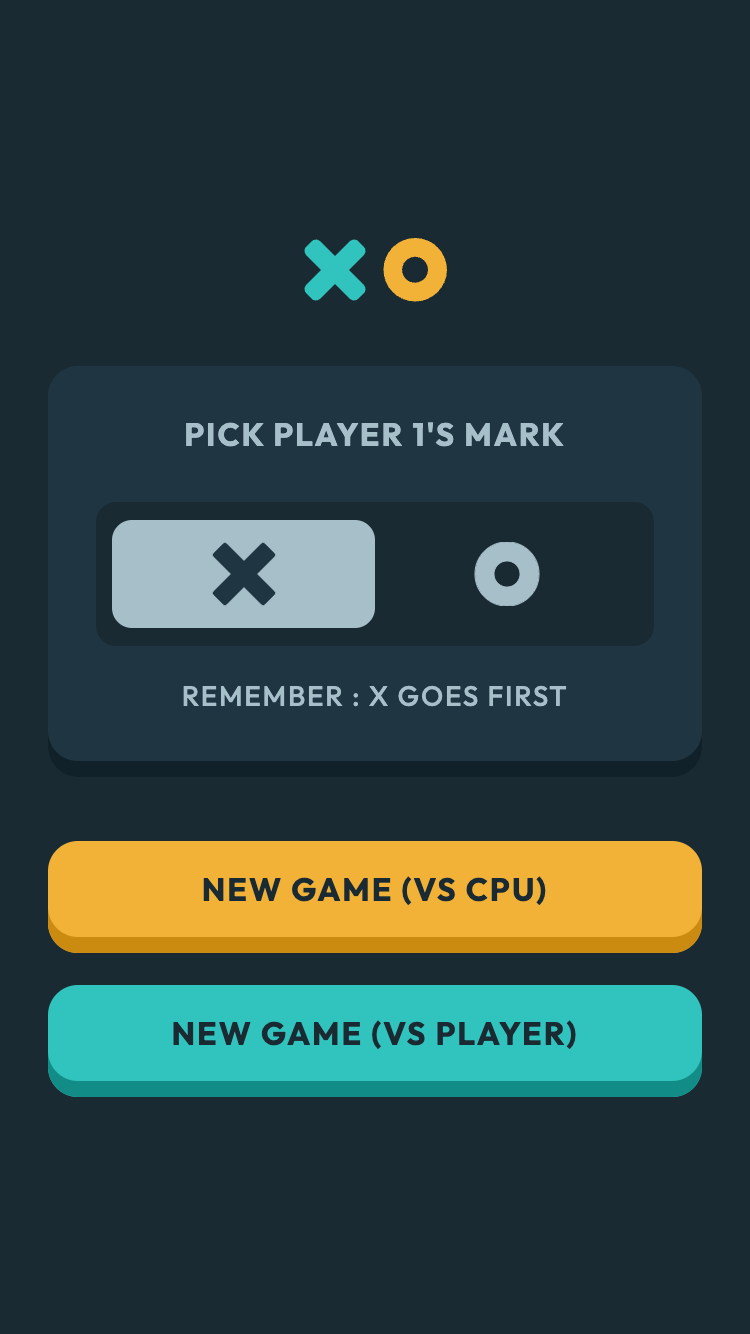 PICK PLAYER 1'S MARK
REMEMBER : X GOES FIRST
NEW GAME (VS CPU)
NEW GAME (VS PLAYER)